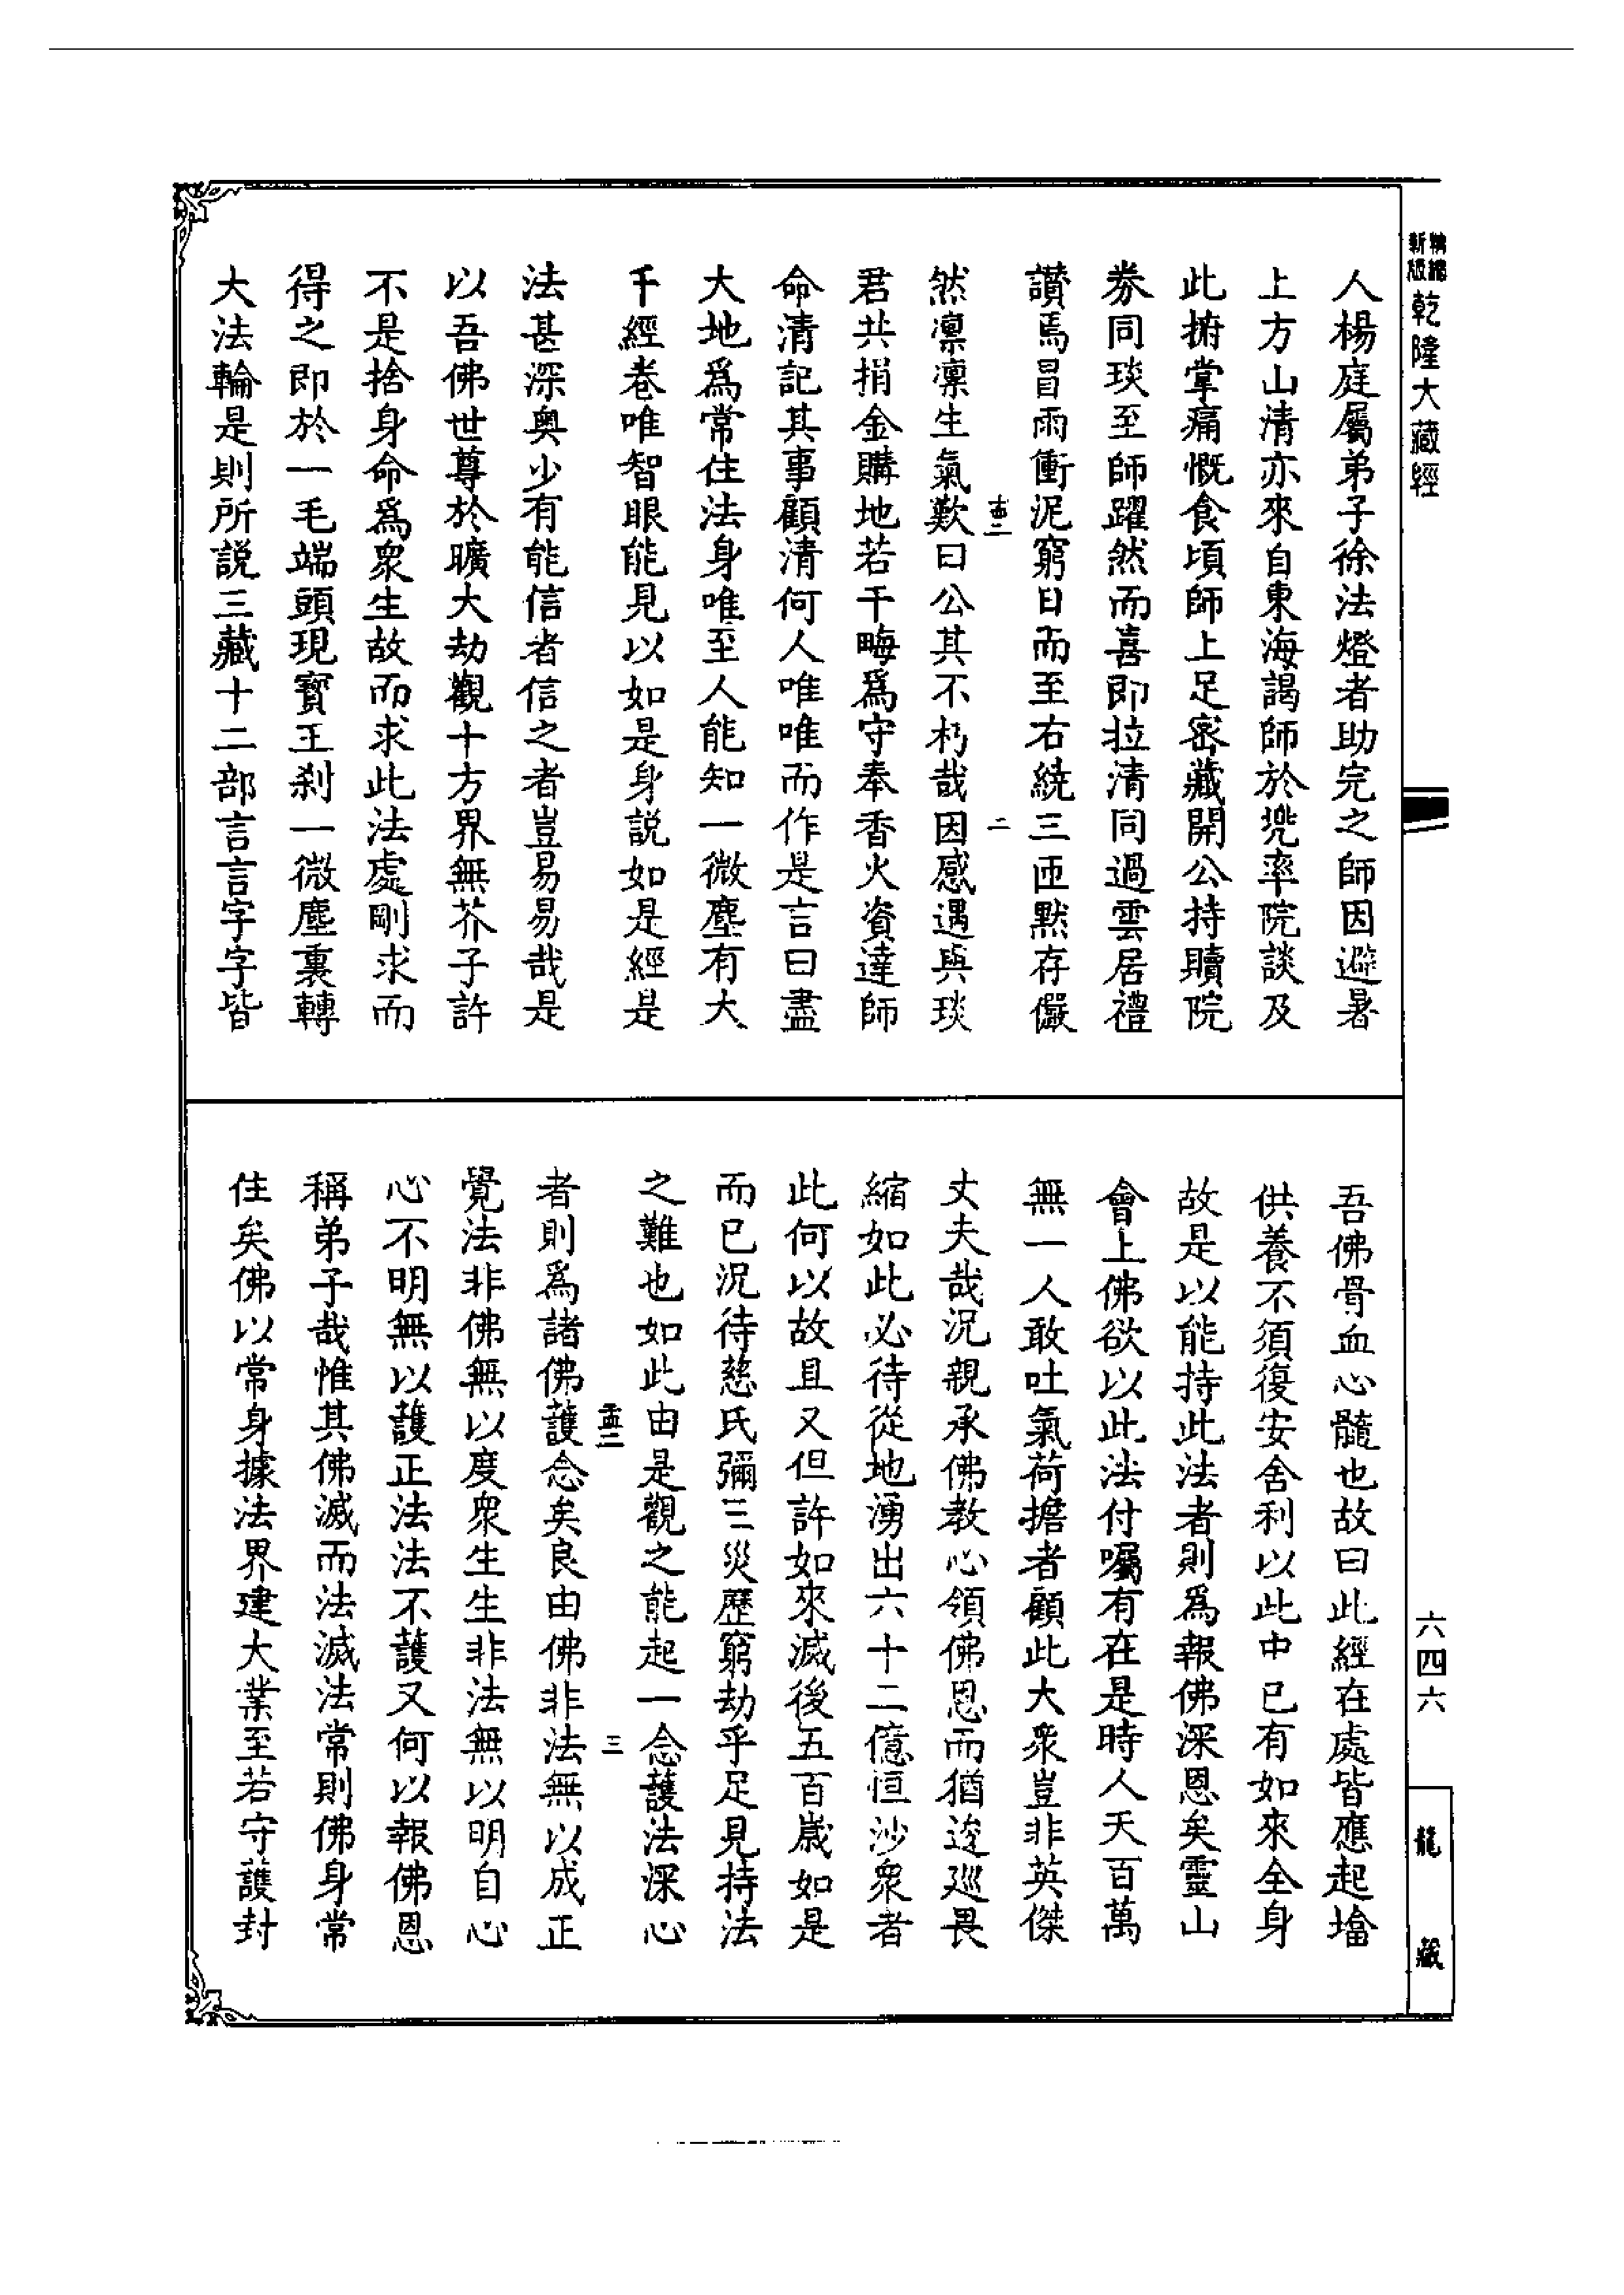 精縮
新版
乾隆大藏經
人楊庭屬弟子徐法燈者助完之師因避暑
上方山清亦來自東海謁師於兜率院談及
此捬掌痛慨食頃師上足密藏開公持贖院
券同琰至師躍然而喜即拉清同過雲居禮
讚焉冒雨衝泥窮日而至右繞三匝默存儼
二
然凛凛生氣歎曰公其不朽哉因感遇與琰
君共捐金購地若干畮爲守奉香火資達師
命清記其事顧清何人唯唯而作是言曰盡
大地爲常住法身唯至人能知一微塵有大
千經卷唯智眼能見以如是身説如是經是
法甚深奧少有能信者信之者豈易易哉是
以吾佛世尊於曠大劫觀十方界無芥子許
不是捨身命爲衆生故而求此法處剛求而
得之即於一毛端頭現寳王刹一微塵裏轉
大法輪是則所説三藏十二部言言字字皆
吾佛骨血心髓也故曰此經在處皆應起墖
供養不須復安舍利以此中已有如來全身
故是以能持此法者則爲報佛深恩矣靈山
會上佛欲以此法付囑有在是時人天百萬
無一人敢吐氣荷擔者顧此大衆豈非英傑
丈夫哉況親承佛教心領佛恩而猶逡巡畏
縮如此必待從地湧出六十二億恒沙衆者
此何以故且又但許如來滅後五百歲如是
而已況待慈氏彌三災歷窮劫乎足見持法
之難也如此由是觀之能起一念護法深心
三
者則爲諸佛護念矣良由佛非法無以成正
覺法非佛無以度衆生生非法無以明自心
心不明無以護正法法不護又何以報佛恩
稱弟子哉惟其佛滅而法滅法常則佛身常
住矣佛以常身據法界建大業至若守護封
六四六
龍藏